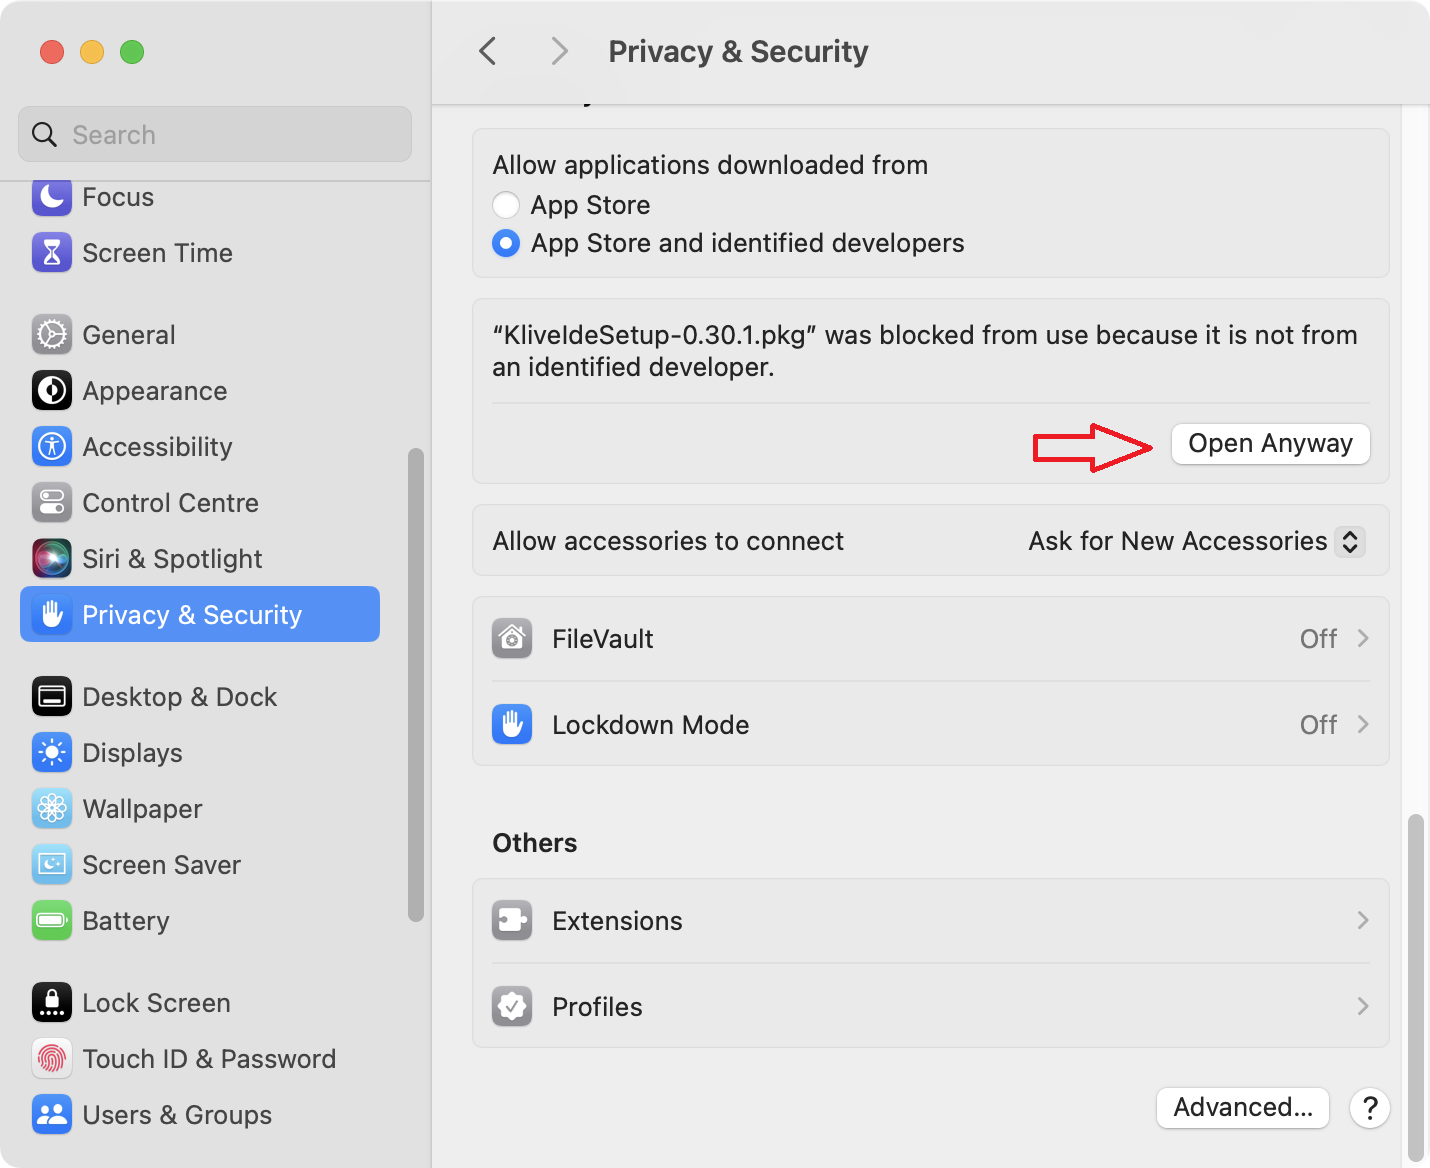 Search
Focus
Screen Time
General
Appearance
Accessibility
Control Centre
Siri & Spotlight
Privacy & Security
Desktop & Dock
Displays
Wallpaper
Screen Saver
Battery
Lock Screen
Touch ID & Password
Users & Groups
Privacy & Security
Allow applications downloaded from
App Store
App Store and identified developers
“KliveIdeSetup-0.30.1.pkg” was blocked from use because it is not from
an identified developer.
Open Anyway
Allow accessories to connect Ask for New Accessories
FileVault Off
Lockdown Mode Off
Others
Extensions
Profiles
Advanced... ?